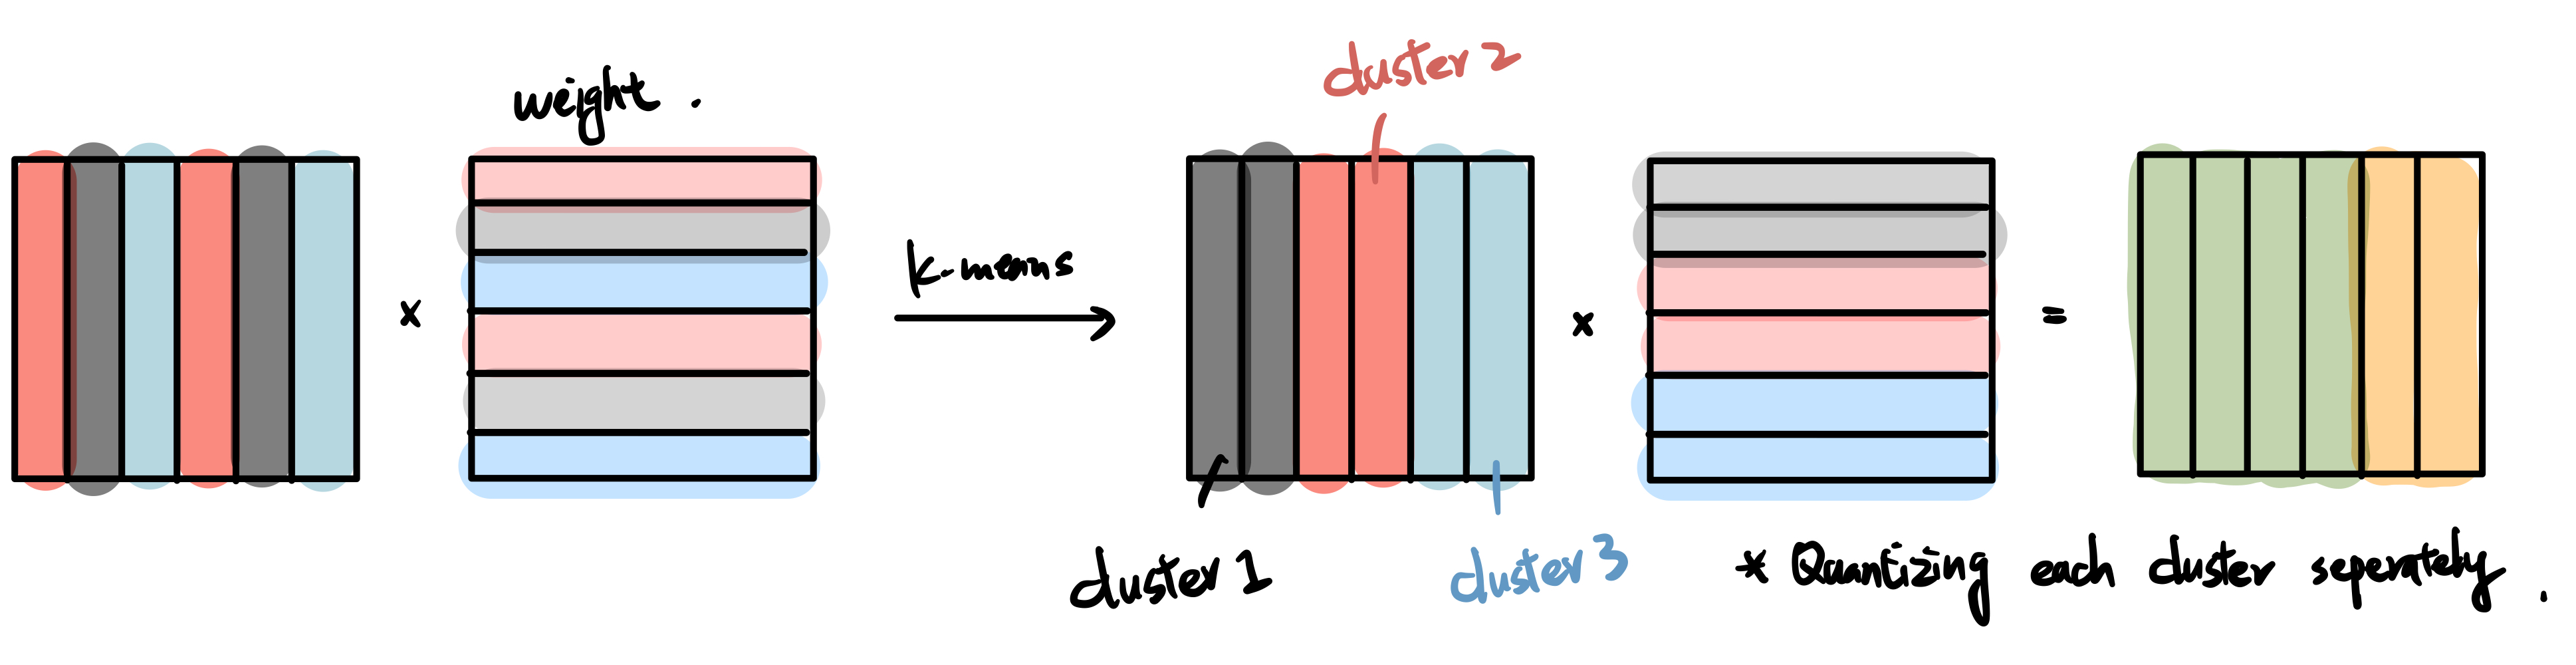 weight .
×
k-means
cluster 2
×
=
cluster 1
cluster 3
* Quantizing each cluster seperately .